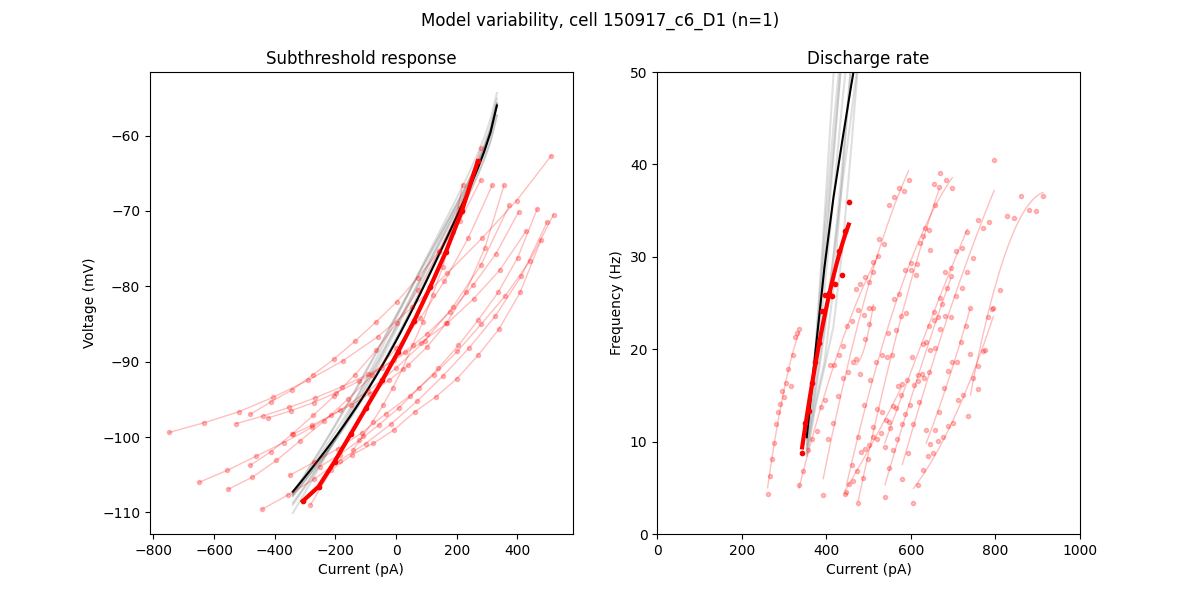 Model variability, cell 150917_c6_D1 (n=1)
Subthreshold response
Discharge rate
Voltage (mV)
−60
−70
−80
−90
−100
−110
−800 −600 −400 −200 0 200 400
Current (pA)
Frequency (Hz)
50
40
30
20
10
0
0 200 400 600 800 1000
Current (pA)